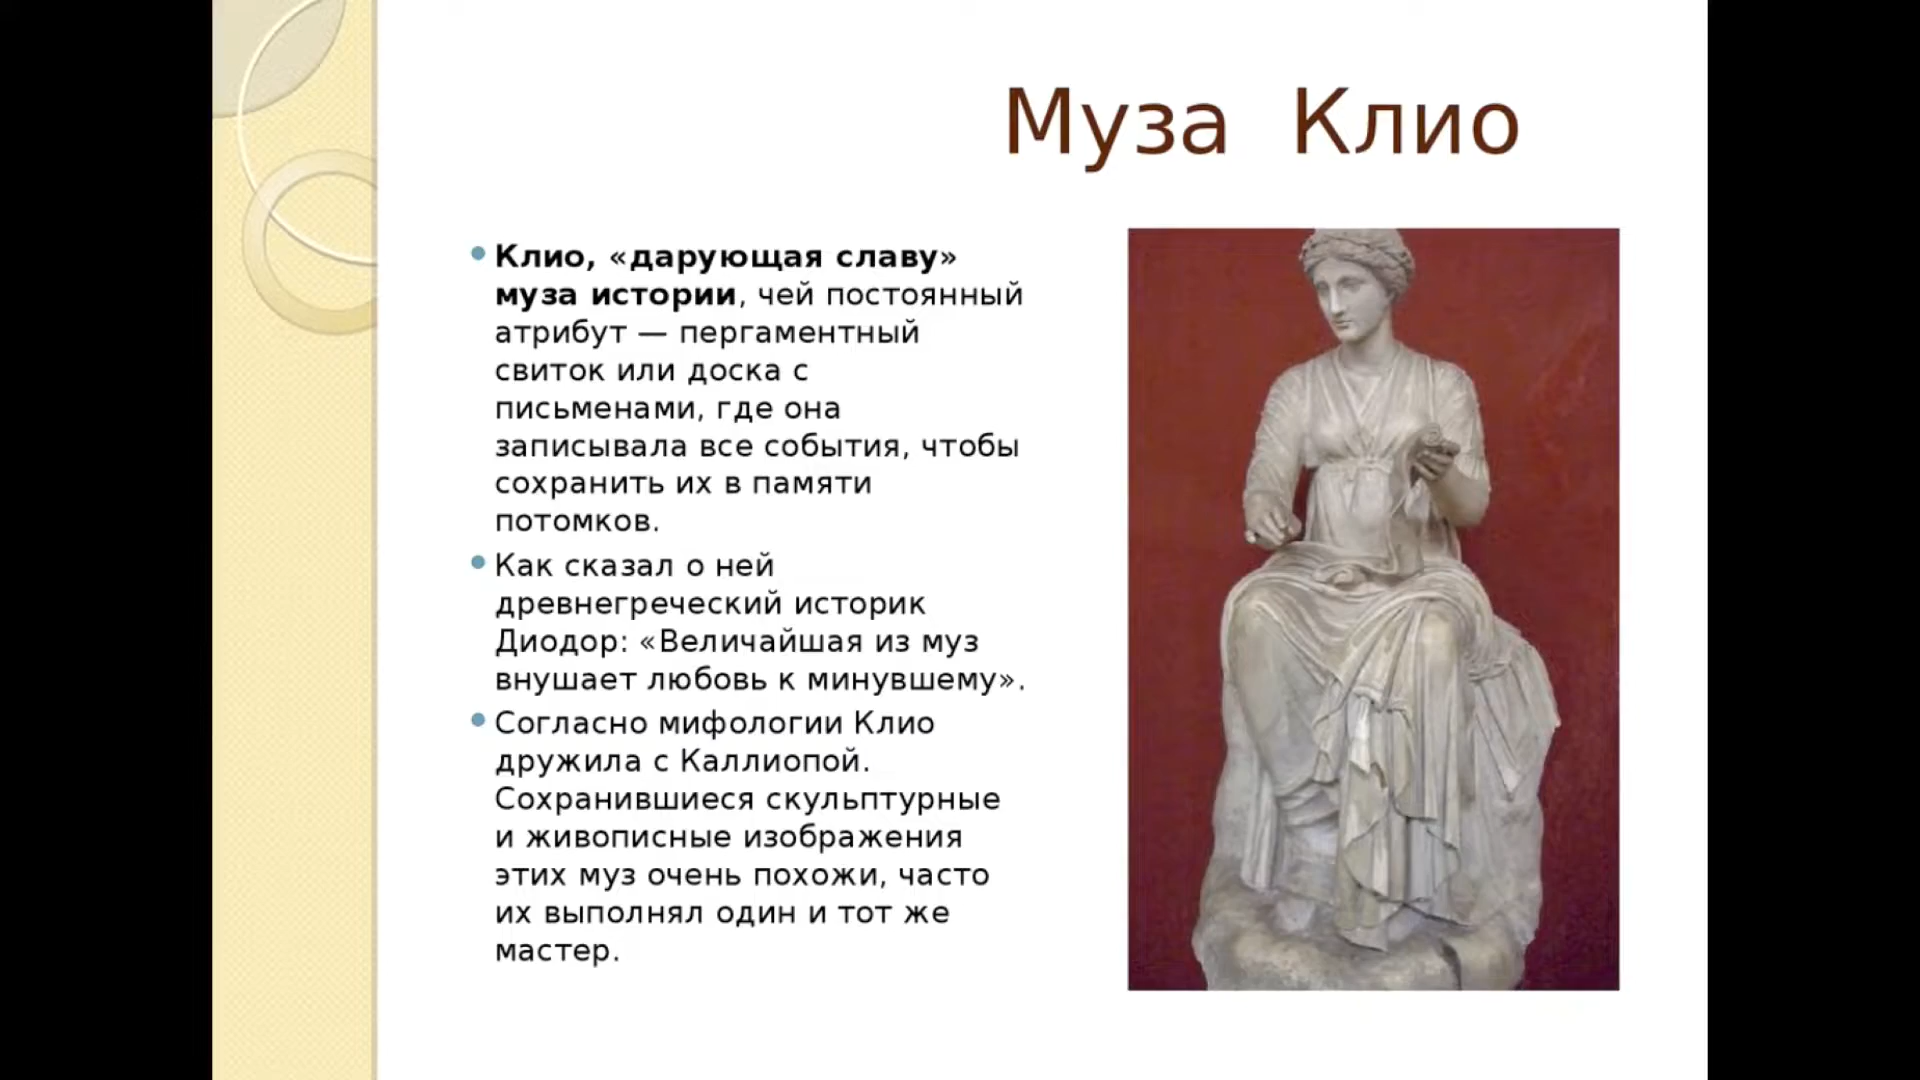 Муза Клио
Клио, «дарующая славу»
муза истории, чей постоянный
атрибут — пергаментный
свиток или доска с
письменами, где она
записывала все события, чтобы
сохранить их в памяти
потомков.
Как сказал о ней
древнегреческий историк
Диодор: «Величайшая из муз
внушает любовь к минувшему».
Согласно мифологии Клио
дружила с Каллиопой.
Сохранившиеся скульптурные
и живописные изображения
этих муз очень похожи, часто
их выполнял один и тот же
мастер.